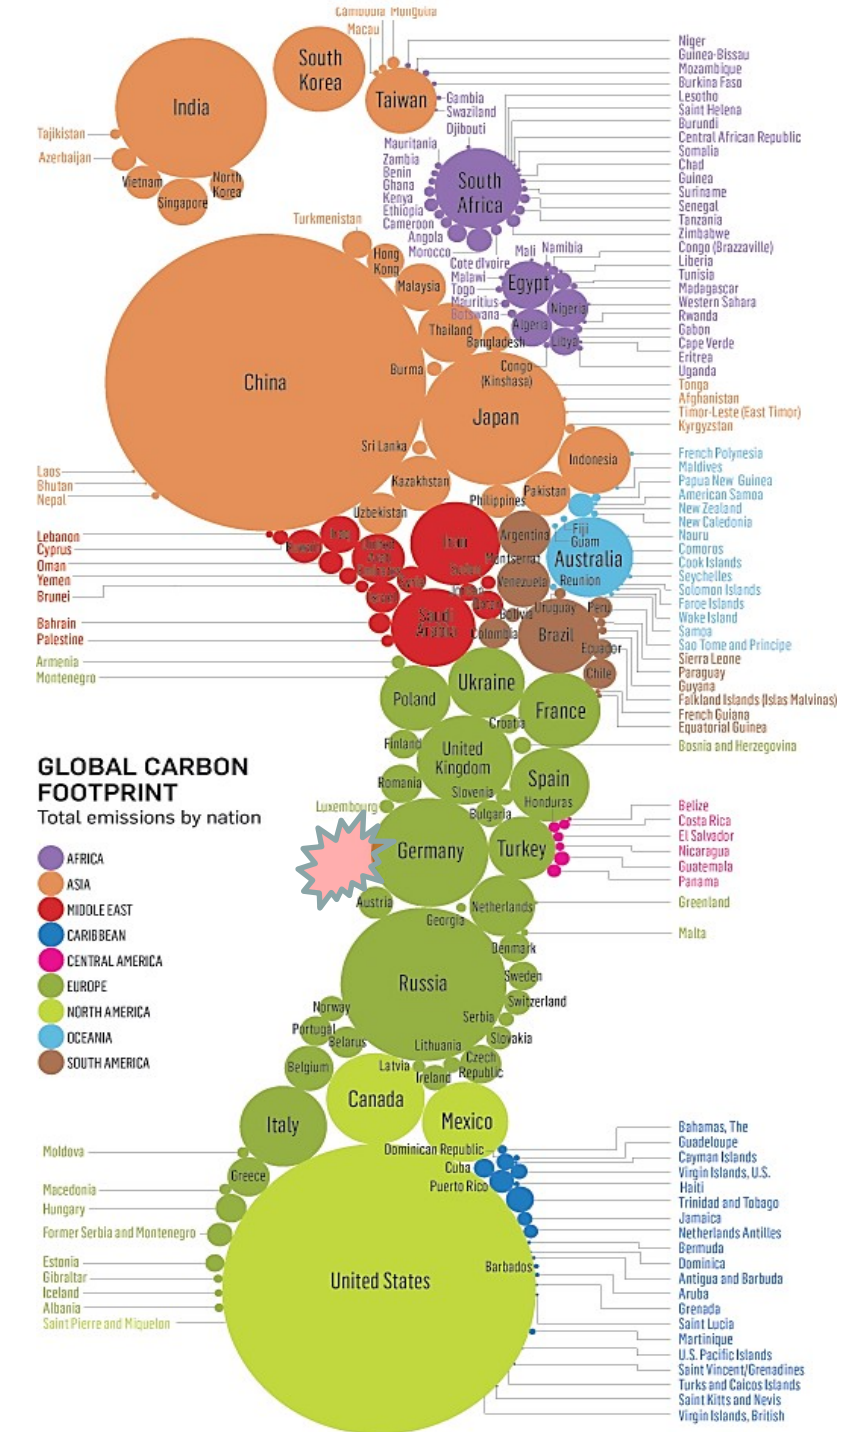 Cambodia Mongolia
Macau
South
Korea
Taiwan
India
Tajikistan
Azerbaijan
Vietnam
North
Korea
Singapore
Niger
Guinea-Bissau
Mozambique
Burkina Faso
Lesotho
Saint Helena
Burundi
Central African Republic
Somalia
Chad
Guinea
Suriname
Senegal
Tanzania
Zimbabwe
Gambia
Swaziland
Djibouti
Mauritania
Zambia
Benin
Ghana
Kenya
Ethiopia
Cameroon
Angola
Morocco
South
Africa
Cote dIvoire
Mali
Namibia
Malawi
Togo
Mauritius
Botswana
Egypt
Nigeria
Algeria
Libya
Congo (Brazzaville)
Liberia
Tunisia
Madagascar
Western Sahara
Rwanda
Gabon
Cape Verde
Eritrea
Uganda
Turkmenistan
Hong
Kong
Malaysia
Thailand
Bangladesh
Congo
(Kinshasa)
Burma
China
Japan
Sri Lanka
Kazakhstan
Uzbekistan
Philippines
Pakistan
Indonesia
Tonga
Afghanistan
Timor-Leste (East Timor)
Kyrgyzstan
Laos
Bhutan
Nepal
French Polynesia
Maldives
Papua New Guinea
American Samoa
New Zealand
New Caledonia
Nauru
Comoros
Cook Islands
Seychelles
Solomon Islands
Faroe Islands
Wake Island
Samoa
Sao Tome and Principe
Fiji
Guam
Australia
Reunion
Lebanon
Cyprus
Oman
Yemen
Brunei
Bahrain
Palestine
Kuwait
Iraq
United
Arab
Emirates
Iran
Syria
Israel
Jordan
Qatar
Saudi
Arabia
Argentina
Montserrat
Venezuela
Bolivia
Uruguay
Peru
Colombia
Brazil
Ecuador
Chile
Sierra Leone
Paraguay
Guyana
Falkland Islands (Islas Malvinas)
French Guiana
Equatorial Guinea
Armenia
Montenegro
Poland
Ukraine
France
Croatia
Finland
United
Kingdom
Romania
Slovenia
Spain
Honduras
Bulgaria
Luxembourg
Bosnia and Herzegovina
GLOBAL CARBON
FOOTPRINT
Total emissions by nation
AFRICA
ASIA
MIDDLE EAST
CARIBBEAN
CENTRAL AMERICA
EUROPE
NORTH AMERICA
OCEANIA
SOUTH AMERICA
Germany
Turkey
Belize
Costa Rica
El Salvador
Nicaragua
Guatemala
Panama
Austria
Georgia
Netherlands
Greenland
Malta
Denmark
Russia
Sweden
Switzerland
Serbia
Norway
Portugal
Belarus
Lithuania
Slovakia
Belgium
Latvia
Ireland
Czech
Republic
Canada
Mexico
Italy
Dominican Republic
Cuba
Puerto Rico
Greece
Moldova
Macedonia
Hungary
Former Serbia and Montenegro
Estonia
Gibraltar
Iceland
Albania
Saint Pierre and Miquelon
United States
Barbados
Bahamas, The
Guadeloupe
Cayman Islands
Virgin Islands, U.S.
Haiti
Trinidad and Tobago
Jamaica
Netherlands Antilles
Bermuda
Dominica
Antigua and Barbuda
Aruba
Grenada
Saint Lucia
Martinique
U.S. Pacific Islands
Saint Vincent/Grenadines
Turks and Caicos Islands
Saint Kitts and Nevis
Virgin Islands, British